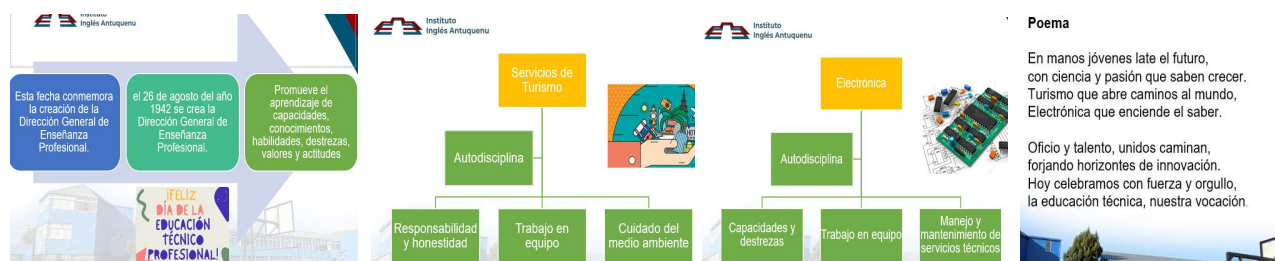 Instituto
Inglés Antuquenu
Esta fecha conmemora
la creación de la
Dirección General de
Enseñanza
Profesional.
el 26 de agosto del año
1942 se crea la
Dirección General de
Enseñanza
Profesional.
Promueve el
aprendizaje de
capacidades,
conocimientos,
habilidades, destrezas,
valores y actitudes
¡FELIZ
DÍA DE LA
EDUCACIÓN
TÉCNICO
PROFESIONAL!
Instituto
Inglés Antuquenu
Servicios de
Turismo
Autodisciplina
Responsabilidad
y honestidad
Trabajo en
equipo
Cuidado del
medio ambiente
Instituto
Inglés Antuquenu
Electrónica
Autodisciplina
Capacidades y
destrezas
Trabajo en equipo
Manejo y
mantenimiento de
servicios técnicos
Poema
En manos jóvenes late el futuro,
con ciencia y pasión que saben crecer.
Turismo que abre caminos al mundo,
Electrónica que enciende el saber.
Oficio y talento, unidos caminan,
forjando horizontes de innovación.
Hoy celebramos con fuerza y orgullo,
la educación técnica, nuestra vocación.